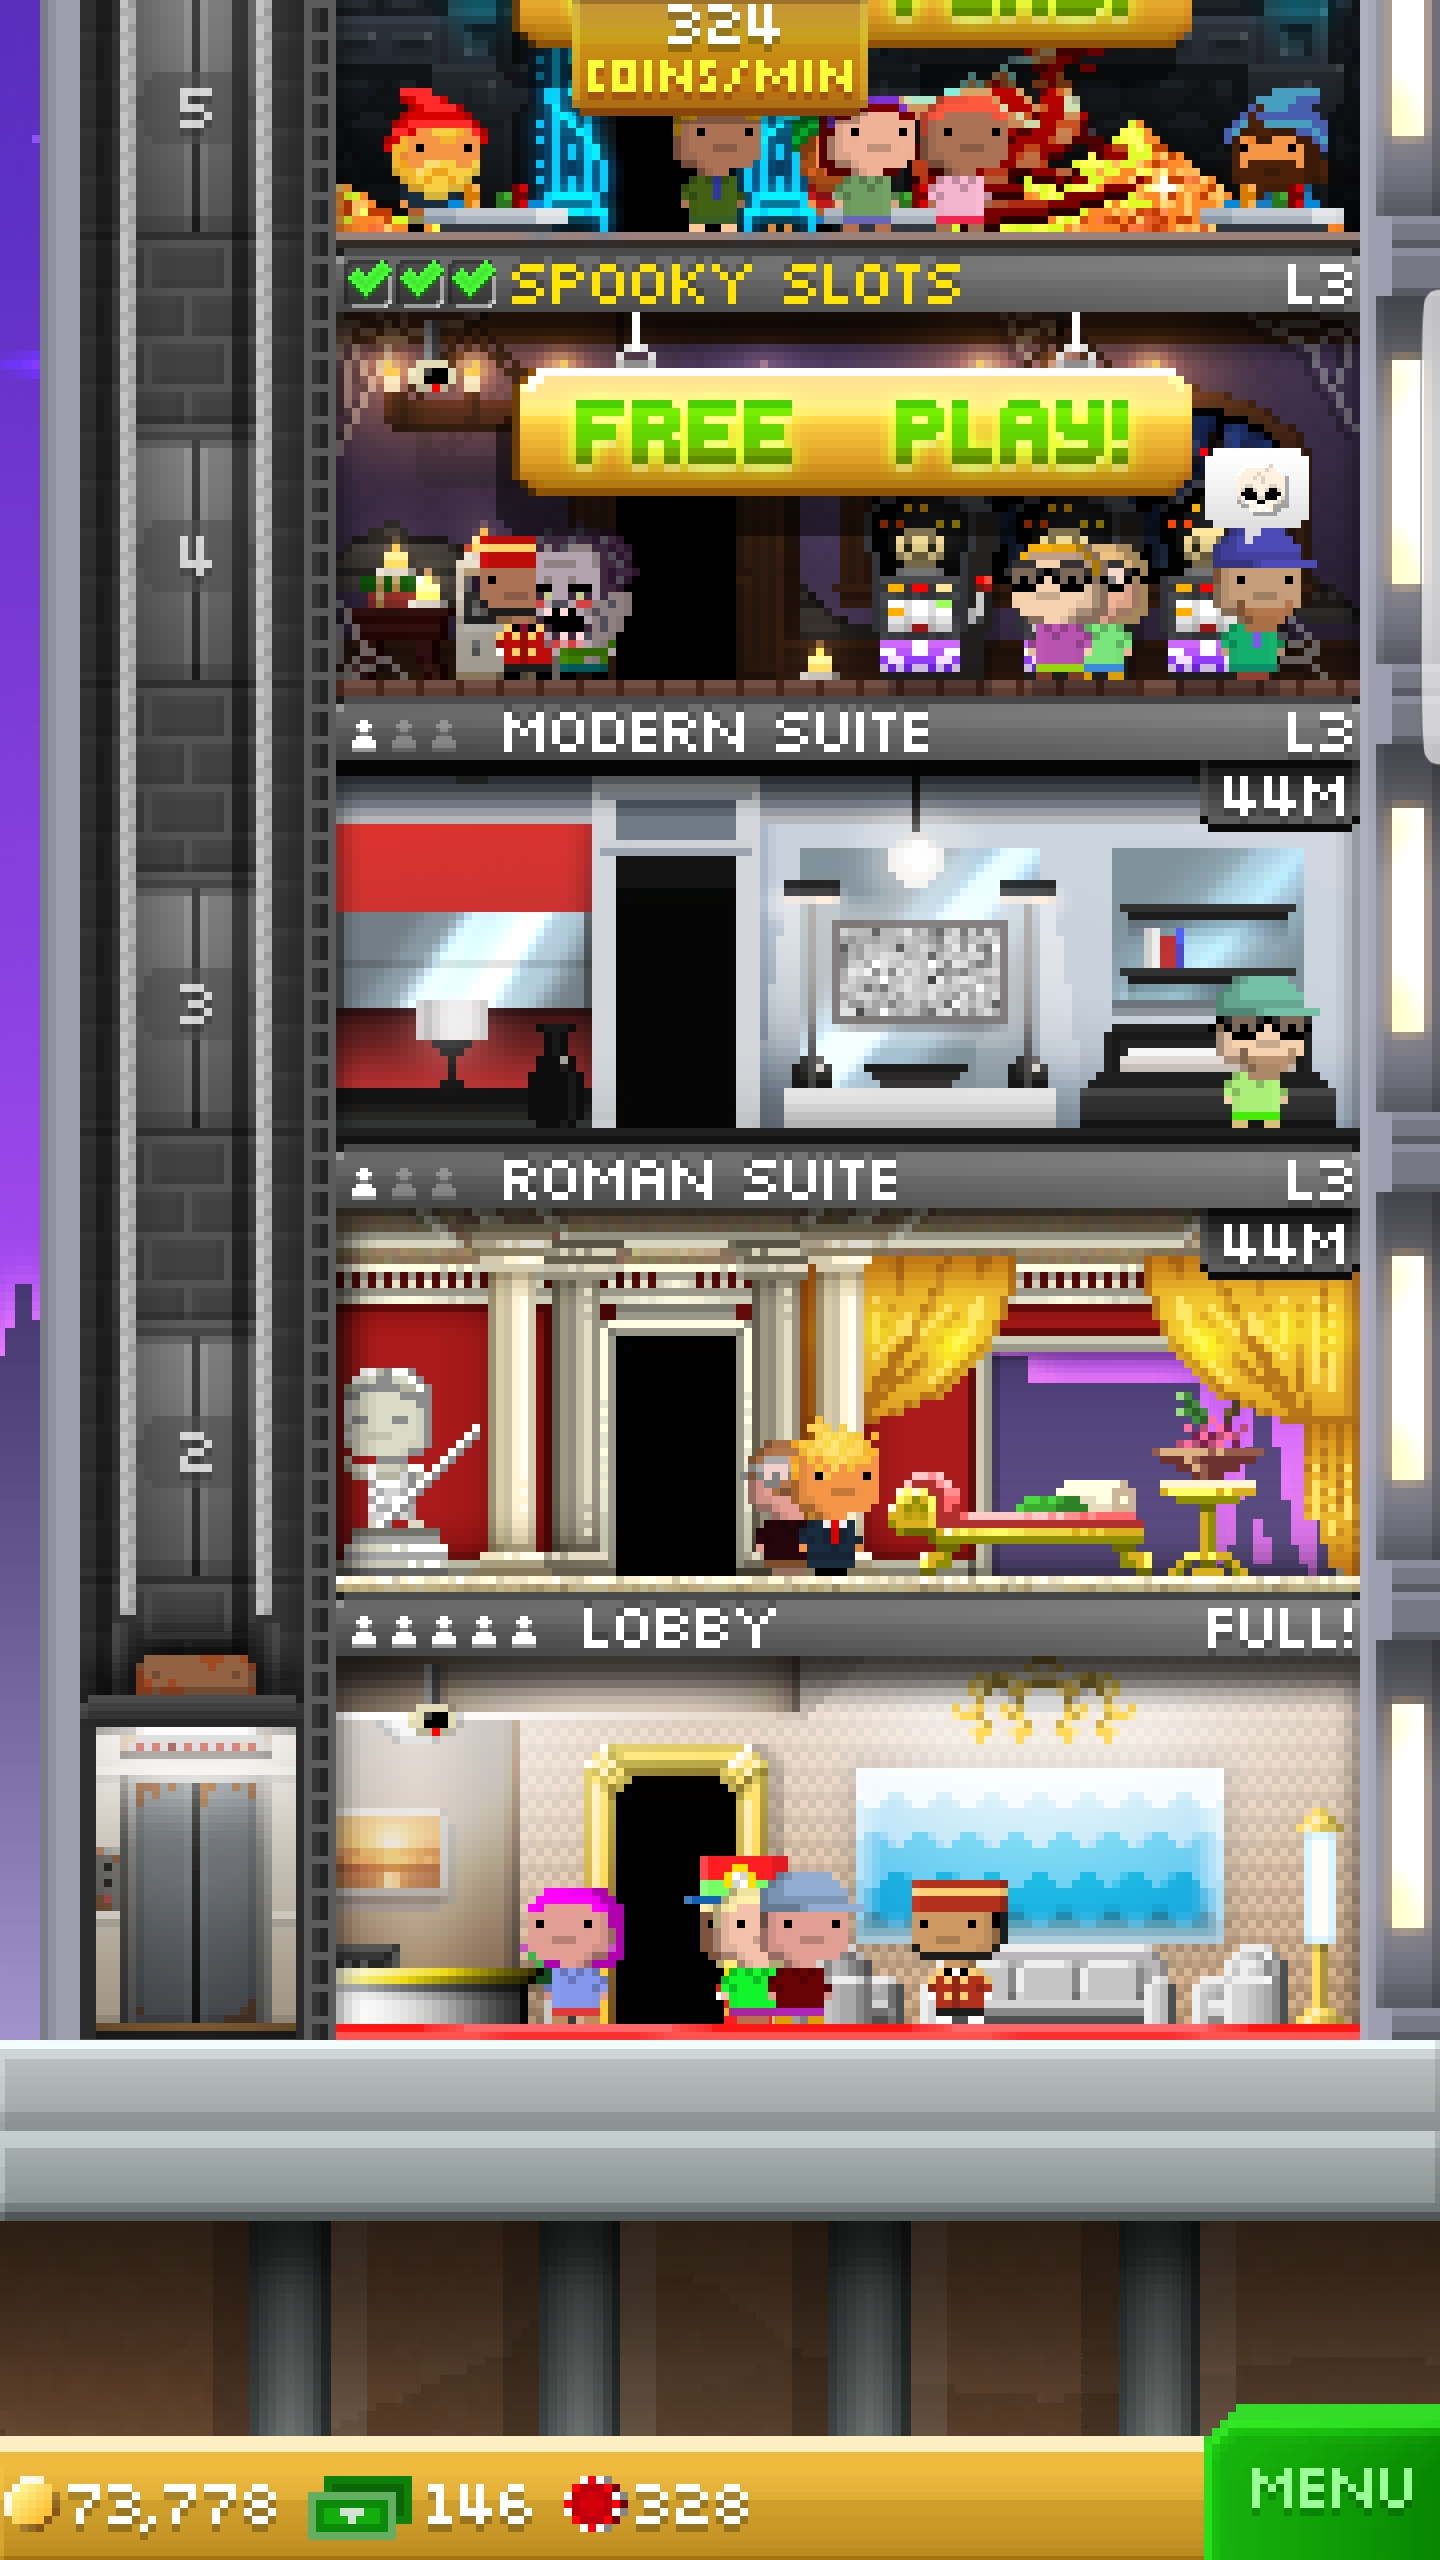 PLAY!
324
COINS/MIN
5
SPOOKY SLOTS L3
FREE PLAY!
4
MODERN SUITE L3
44M
3
ROMAN SUITE L3
44M
2
LOBBY FULL!
73,778 146 328 MENU